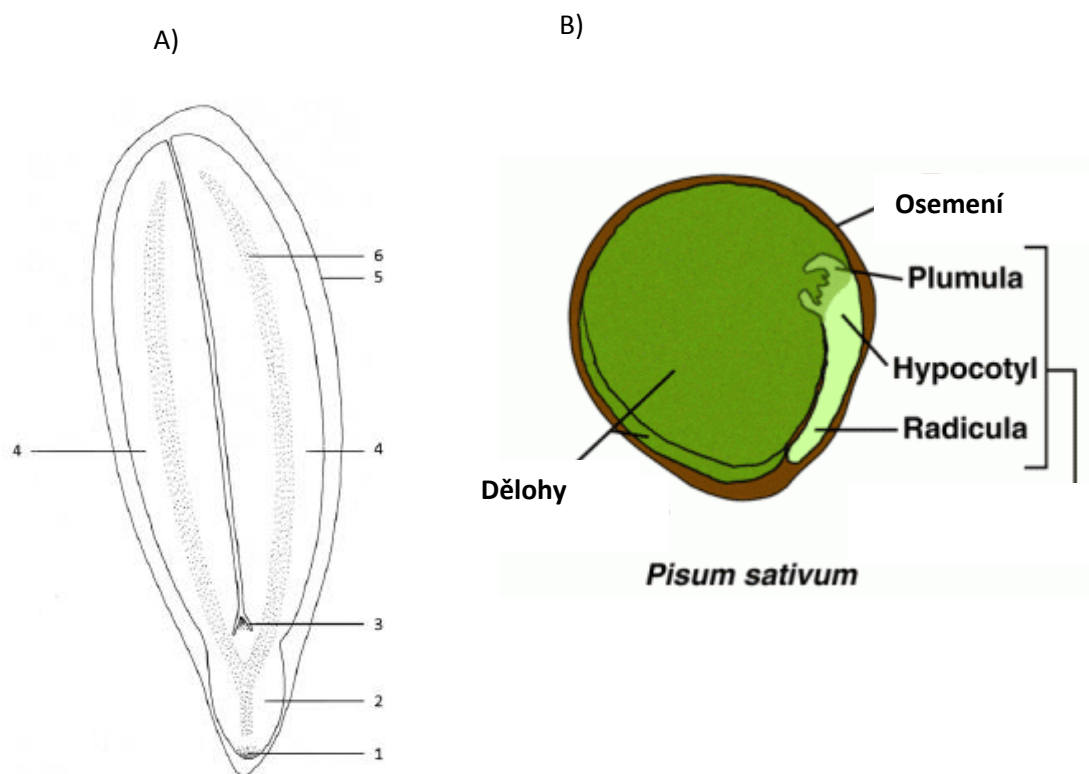 A)
6
5
4
4
3
2
1
B)
Osemení
Plumula
Hypocotyl
Radicula
Dělohy
Pisum sativum